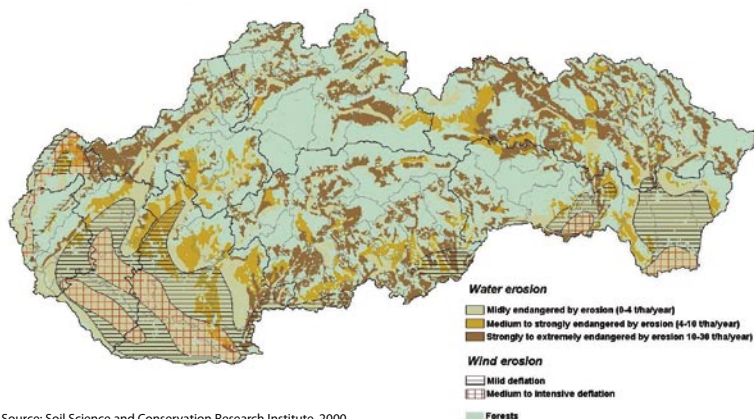 Water erosion
Midly endangered by erosion (0-4 t/ha/year)
Medium to strongly endangered by erosion (4-10 t/ha/year)
Strongly to extremely endangered by erosion 10-30 t/ha/year)
Wind erosion
Mild deflation
Medium to intensive deflation
Forests
Source: Soil Science and Conservation Research Institute, 2000